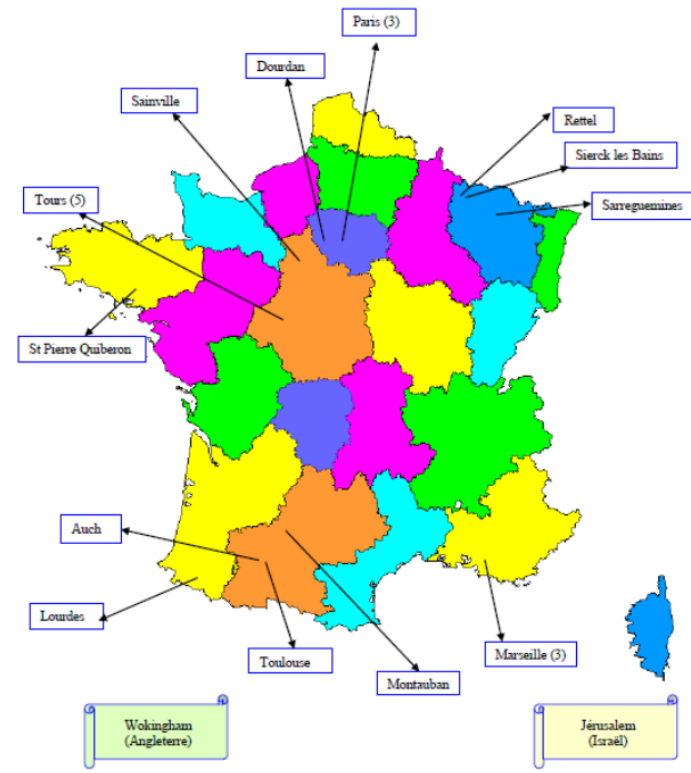 Paris (3)
Dourdan
Sainville
Rettel
Sierck les Bains
Tours (5)
Sarreguemines
St Pierre Quiberon
Auch
Lourdes
Toulouse
Marseille (3)
Montauban
Wokingham
(Angleterre)
Jérusalem
(Israël)